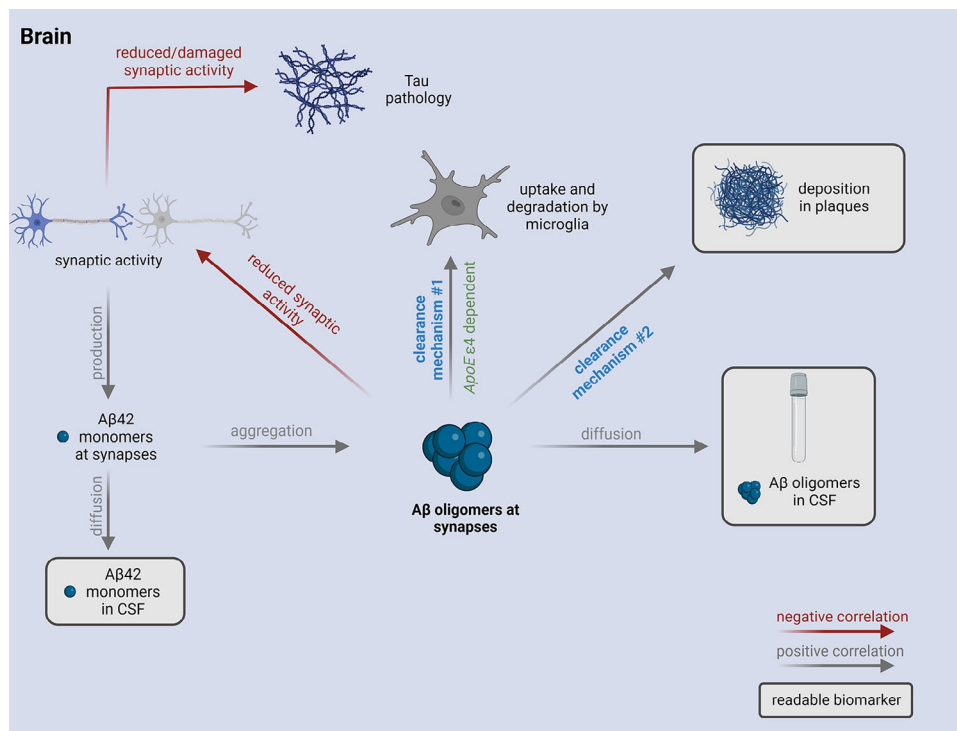 Brain
reduced/damaged
synaptic activity
Tau
pathology
uptake and
degradation by
microglia
deposition
in plaques
synaptic activity
reduced synaptic
activity
clearance
mechanism #1
ApoE ε4 dependent
clearance
mechanism #2
production
Aβ42
monomers
at synapses
aggregation
diffusion
Aβ oligomers at
synapses
Aβ oligomers
in CSF
diffusion
Aβ42
monomers
in CSF
negative correlation
positive correlation
readable biomarker